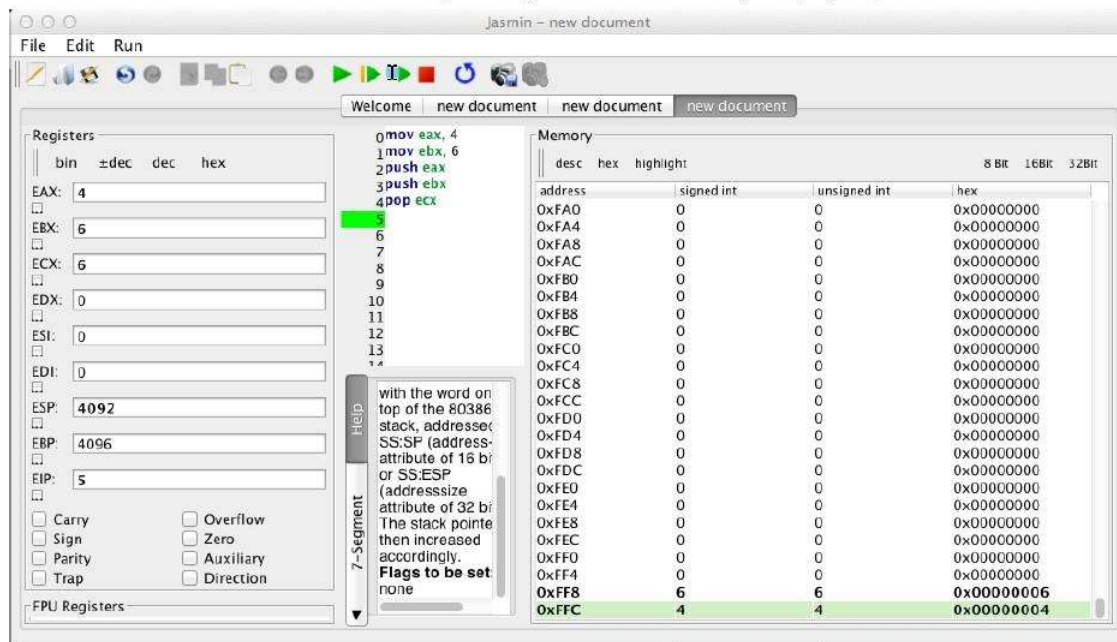 Jasmin – new document
File Edit Run
Welcome new document new document new document
Registers
bin ±dec dec hex
EAX: 4
EBX: 6
ECX: 6
EDX: 0
ESI: 0
EDI: 0
ESP: 4092
EBP: 4096
EIP: 5
Carry Overflow
Sign Zero
Parity Auxiliary
Trap Direction
FPU Registers
0 mov eax, 4
1 mov ebx, 6
2 push eax
3 push ebx
4 pop ecx
5
6
7
8
9
10
11
12
13
14
Help
7-Segment
with the word on
top of the 80386
stack, addressed
SS:SP (address-
attribute of 16 bi
or SS:ESP
(addresssize
attribute of 32 bi
The stack pointe
then increased
accordingly.
Flags to be set:
none
Memory
desc hex highlight 8 Bit 16Bit 32Bit
address signed int unsigned int hex
0xFA0 0 0 0x00000000
0xFA4 0 0 0x00000000
0xFA8 0 0 0x00000000
0xFAC 0 0 0x00000000
0xFB0 0 0 0x00000000
0xFB4 0 0 0x00000000
0xFB8 0 0 0x00000000
0xFBC 0 0 0x00000000
0xFC0 0 0 0x00000000
0xFC4 0 0 0x00000000
0xFC8 0 0 0x00000000
0xFCC 0 0 0x00000000
0xFD0 0 0 0x00000000
0xFD4 0 0 0x00000000
0xFD8 0 0 0x00000000
0xFDC 0 0 0x00000000
0xFE0 0 0 0x00000000
0xFE4 0 0 0x00000000
0xFE8 0 0 0x00000000
0xFEC 0 0 0x00000000
0xFF0 0 0 0x00000000
0xFF4 0 0 0x00000000
0xFF8 6 6 0x00000006
0xFFC 4 4 0x00000004